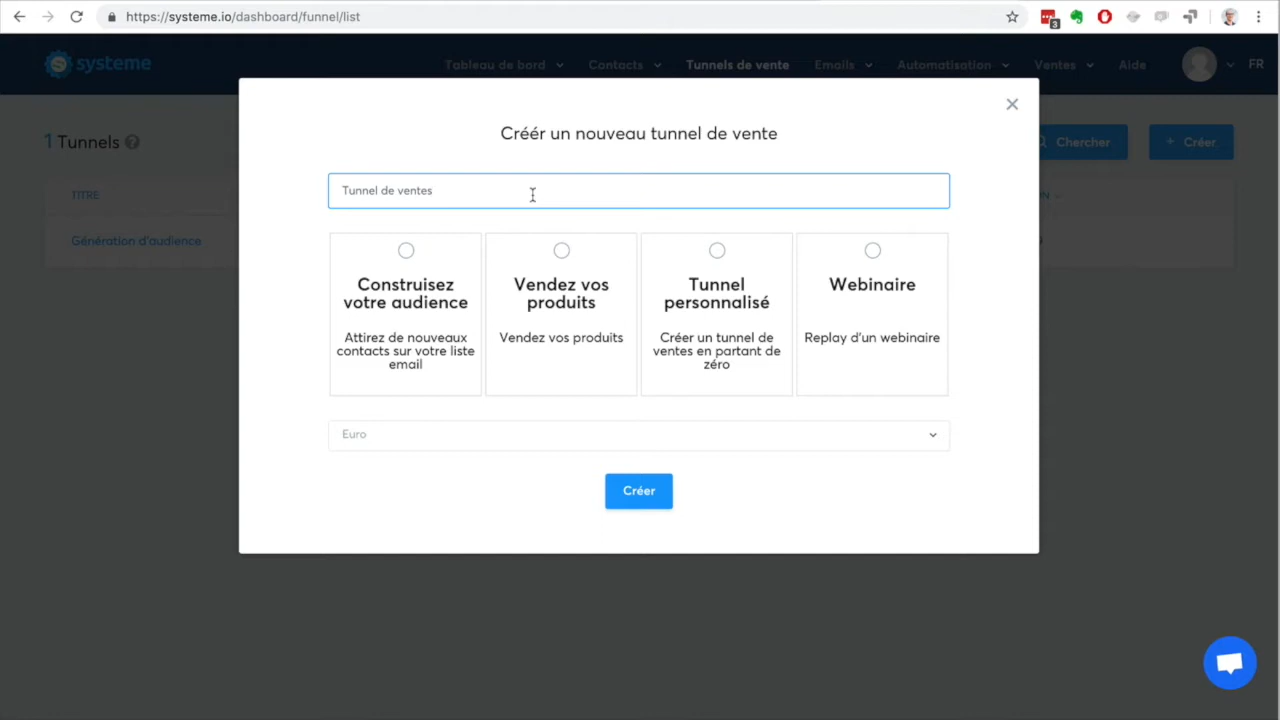 https://systeme.io/dashboard/funnel/list
3
systeme
Tableau de bord Contacts Tunnels de vente Emails Automatisation Ventes Aide FR
Créér un nouveau tunnel de vente
1 Tunnels ?
Chercher
+ Créer
TITRE
Génération d'audience
Tunnel de ventes
Construisez
votre audience
Attirez de nouveaux
contacts sur votre liste
email
Vendez vos
produits
Vendez vos produits
Tunnel
personnalisé
Créer un tunnel de
ventes en partant de
zéro
Webinaire
Replay d'un webinaire
Euro
Créer